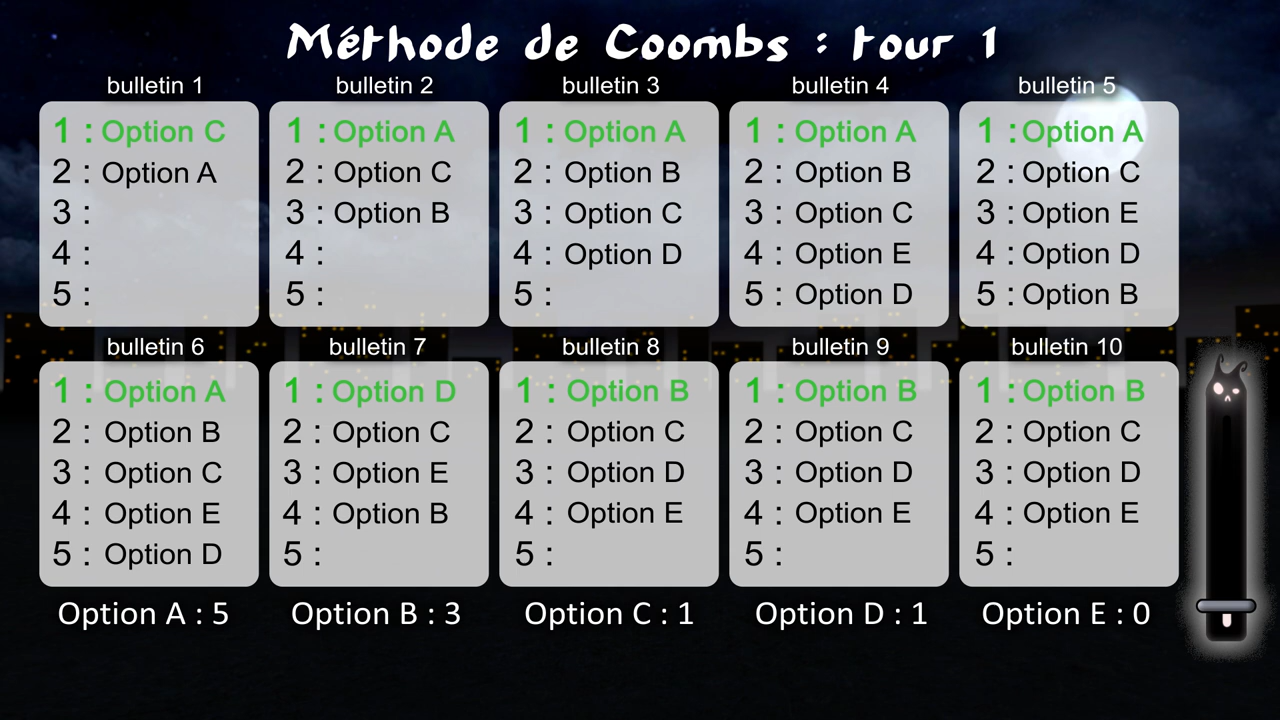 Méthode de Coombs : tour 1
bulletin 1
1 : Option C
2 : Option A
3 :
4 :
5 :
bulletin 2
1 : Option A
2 : Option C
3 : Option B
4 :
5 :
bulletin 3
1 : Option A
2 : Option B
3 : Option C
4 : Option D
5 :
bulletin 4
1 : Option A
2 : Option B
3 : Option C
4 : Option E
5 : Option D
bulletin 5
1 : Option A
2 : Option C
3 : Option E
4 : Option D
5 : Option B
bulletin 6
1 : Option A
2 : Option B
3 : Option C
4 : Option E
5 : Option D
bulletin 7
1 : Option D
2 : Option C
3 : Option E
4 : Option B
5 :
bulletin 8
1 : Option B
2 : Option C
3 : Option D
4 : Option E
5 :
bulletin 9
1 : Option B
2 : Option C
3 : Option D
4 : Option E
5 :
bulletin 10
1 : Option B
2 : Option C
3 : Option D
4 : Option E
5 :
Option A : 5
Option B : 3
Option C : 1
Option D : 1
Option E : 0